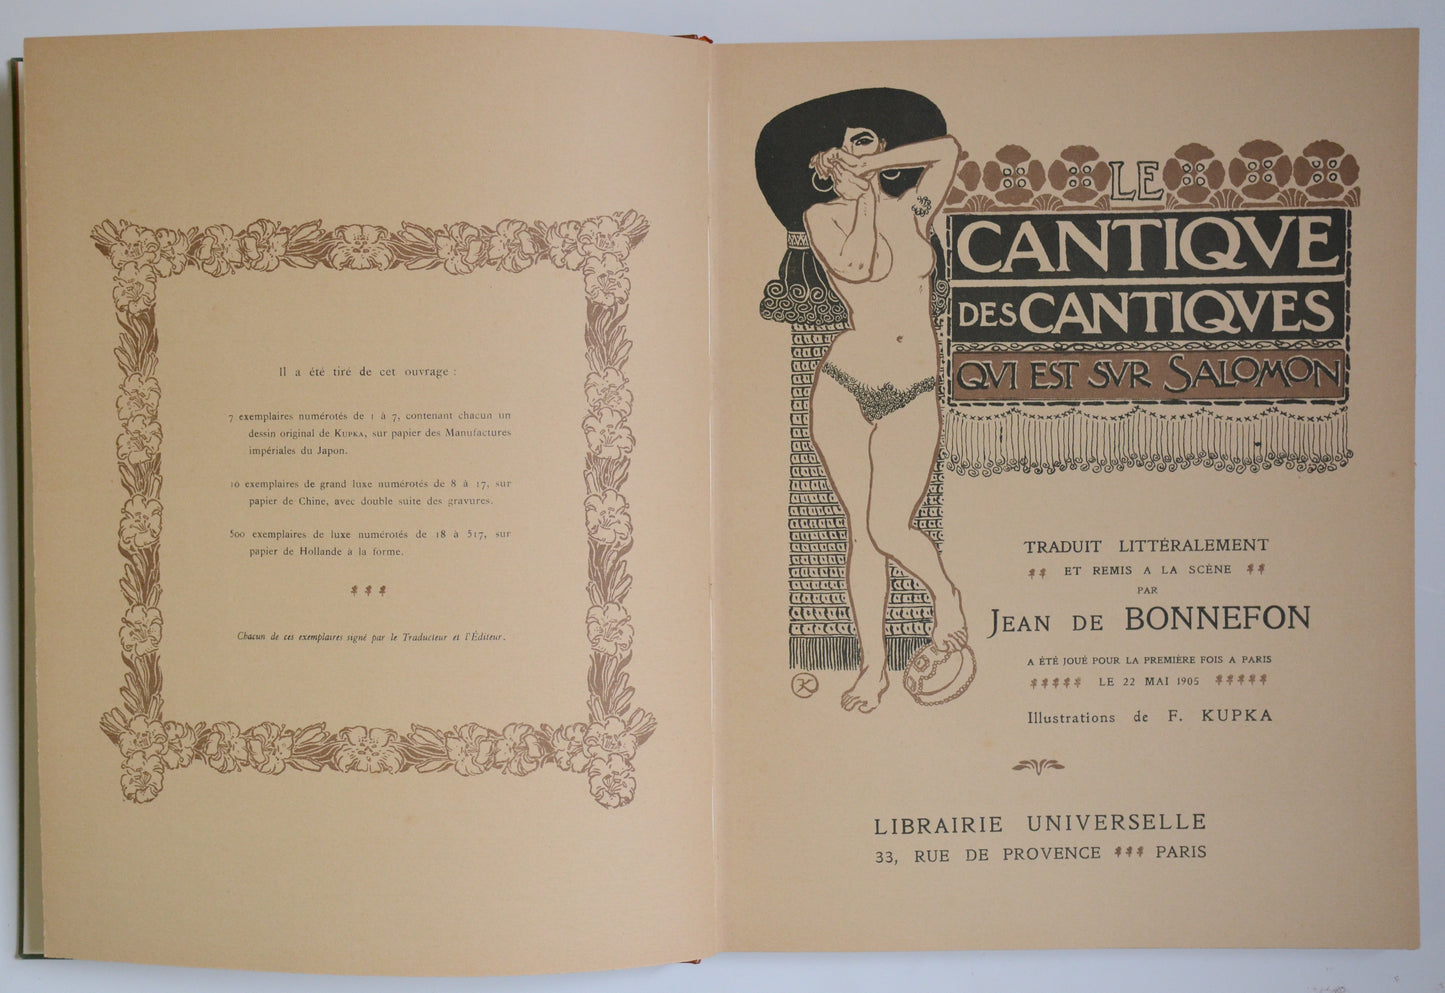 Il a été tiré de cet ouvrage :
7 exemplaires numérotés de 1 à 7, contenant chacun un
dessin original de KUPKA, sur papier des Manufactures
impériales du Japon.
10 exemplaires de grand luxe numérotés de 8 à 17, sur
papier de Chine, avec double suite des gravures.
500 exemplaires de luxe numérotés de 18 à 517, sur
papier de Hollande à la forme.
Chacun de ces exemplaires signé par le Traducteur et l'Éditeur.
LE
CANTIQVE
DES CANTIQVES
QVI EST SVR SALOMON
K
TRADUIT LITTÉRALEMENT
ET REMIS A LA SCÈNE
PAR
JEAN DE BONNEFON
A ÉTÉ JOUÉ POUR LA PREMIÈRE FOIS A PARIS
LE 22 MAI 1905
Illustrations de F. KUPKA
LIBRAIRIE UNIVERSELLE
33, RUE DE PROVENCE PARIS